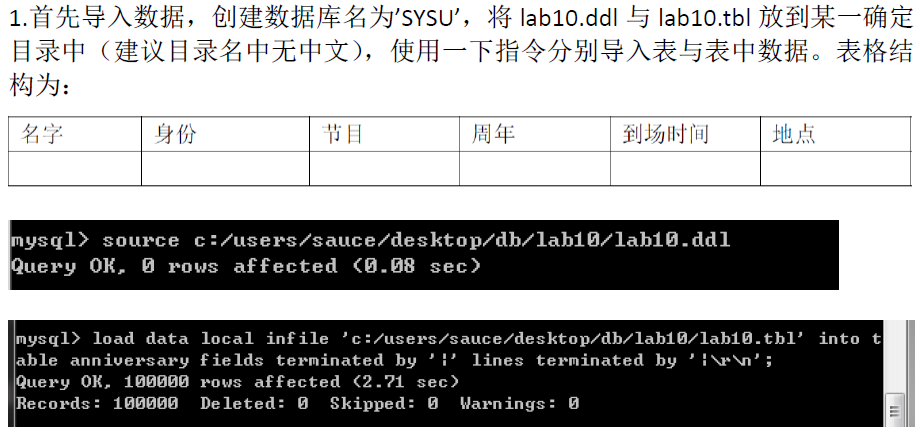 1.首先导入数据，创建数据库名为’SYSU’，将 lab10.ddl 与 lab10.tbl 放到某一确定
目录中（建议目录名中无中文），使用一下指令分别导入表与表中数据。表格结
构为：
名字 身份 节目 周年 到场时间 地点
mysql> source c:/users/sauce/desktop/db/lab10/lab10.ddl
Query OK, 0 rows affected (0.08 sec)
mysql> load data local infile 'c:/users/sauce/desktop/db/lab10/lab10.tbl' into t
able anniversary fields terminated by '|' lines terminated by '|\r\n';
Query OK, 100000 rows affected (2.71 sec)
Records: 100000  Deleted: 0  Skipped: 0  Warnings: 0